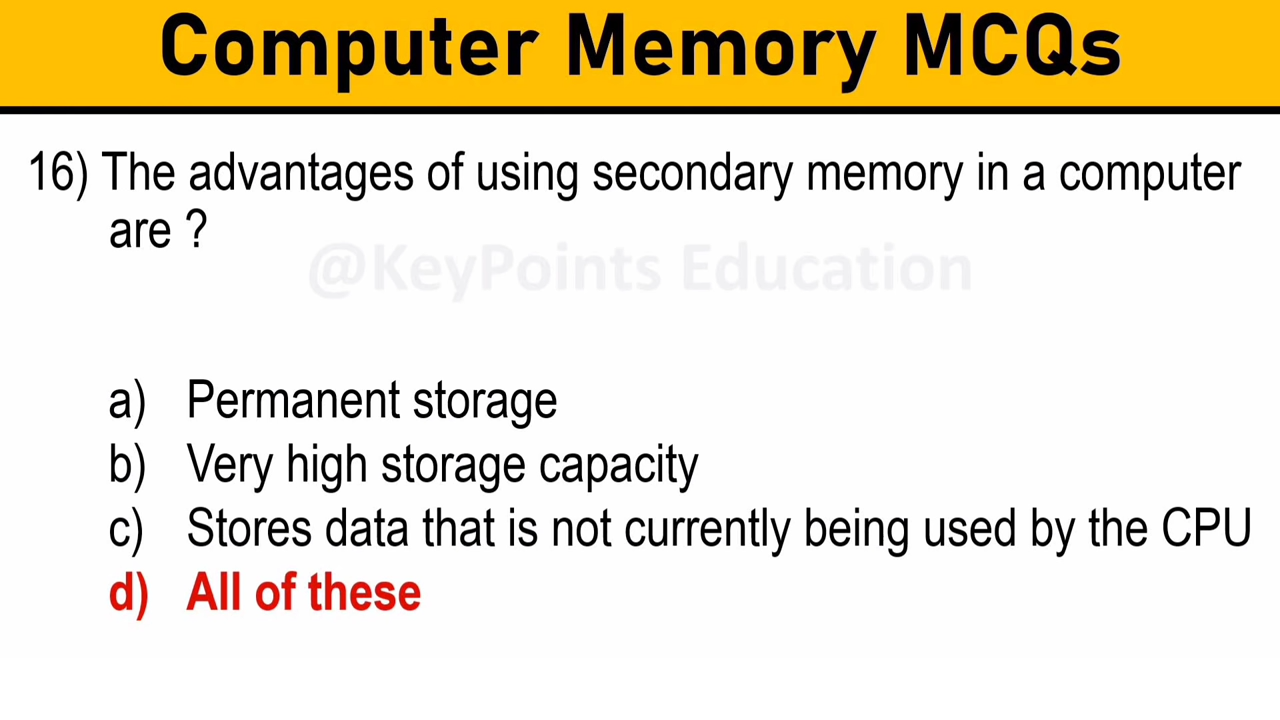 Computer Memory MCQs
16) The advantages of using secondary memory in a computer
are ?
@KeyPoints Education
a) Permanent storage
b) Very high storage capacity
c) Stores data that is not currently being used by the CPU
d) All of these